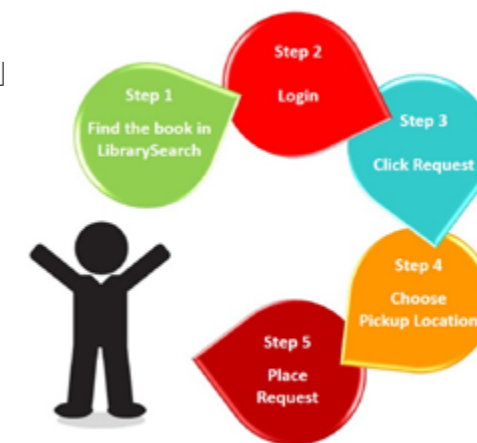 Step 1
Find the book in
LibrarySearch
Step 2
Login
Step 3
Click Request
Step 4
Choose
Pickup Location
Step 5
Place
Request